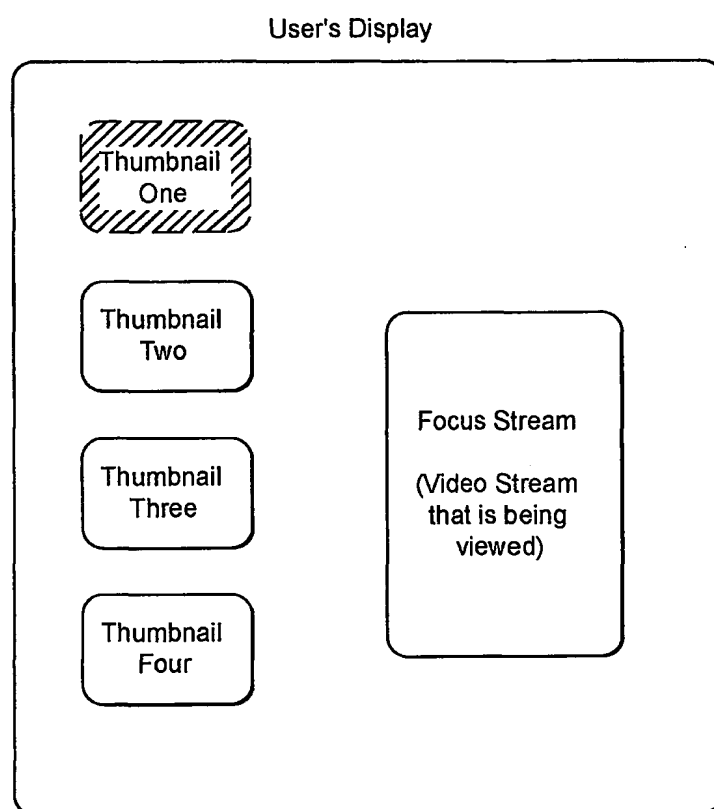 User's Display
Thumbnail
One
Thumbnail
Two
Thumbnail
Three
Thumbnail
Four
Focus Stream
(Video Stream
that is being
viewed)